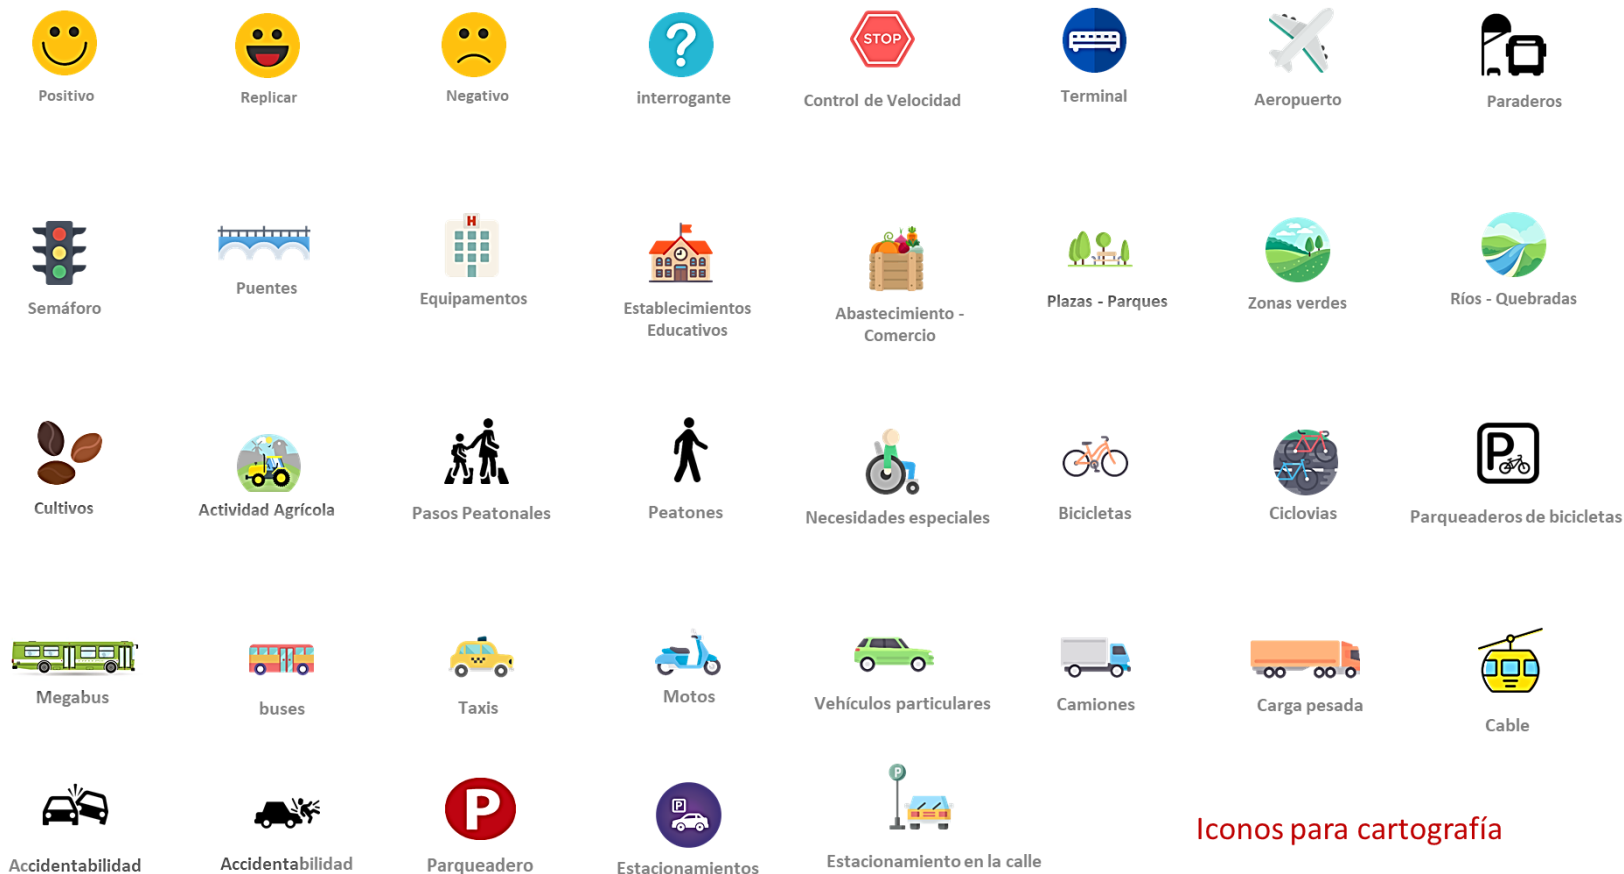 Positivo
Replicar
Negativo
interrogante
STOP
Control de Velocidad
Terminal
Aeropuerto
Paraderos
Semáforo
Puentes
H
Equipamentos
Establecimientos
Educativos
Abastecimiento -
Comercio
Plazas - Parques
Zonas verdes
Ríos - Quebradas
Cultivos
Actividad Agrícola
Pasos Peatonales
Peatones
Necesidades especiales
Bicicletas
Ciclovias
P
Parqueaderos de bicicletas
Megabus
buses
Taxis
Motos
Vehículos particulares
Camiones
Carga pesada
Cable
Accidentabilidad
Accidentabilidad
P
Parqueadero
P
Estacionamientos
P
Estacionamiento en la calle
Iconos para cartografía